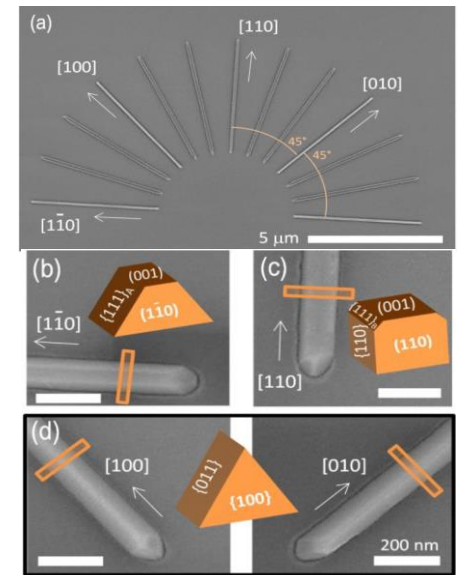 (a)
[110]
[100]
[010]
45°
45°
[11̄0]
5 μm
(b)
(001)
{111}A
(11̄0)
[11̄0]
(c)
(001)
{111}B
{110}
(110)
[110]
(d)
[100]
{011}
{100}
[010]
200 nm